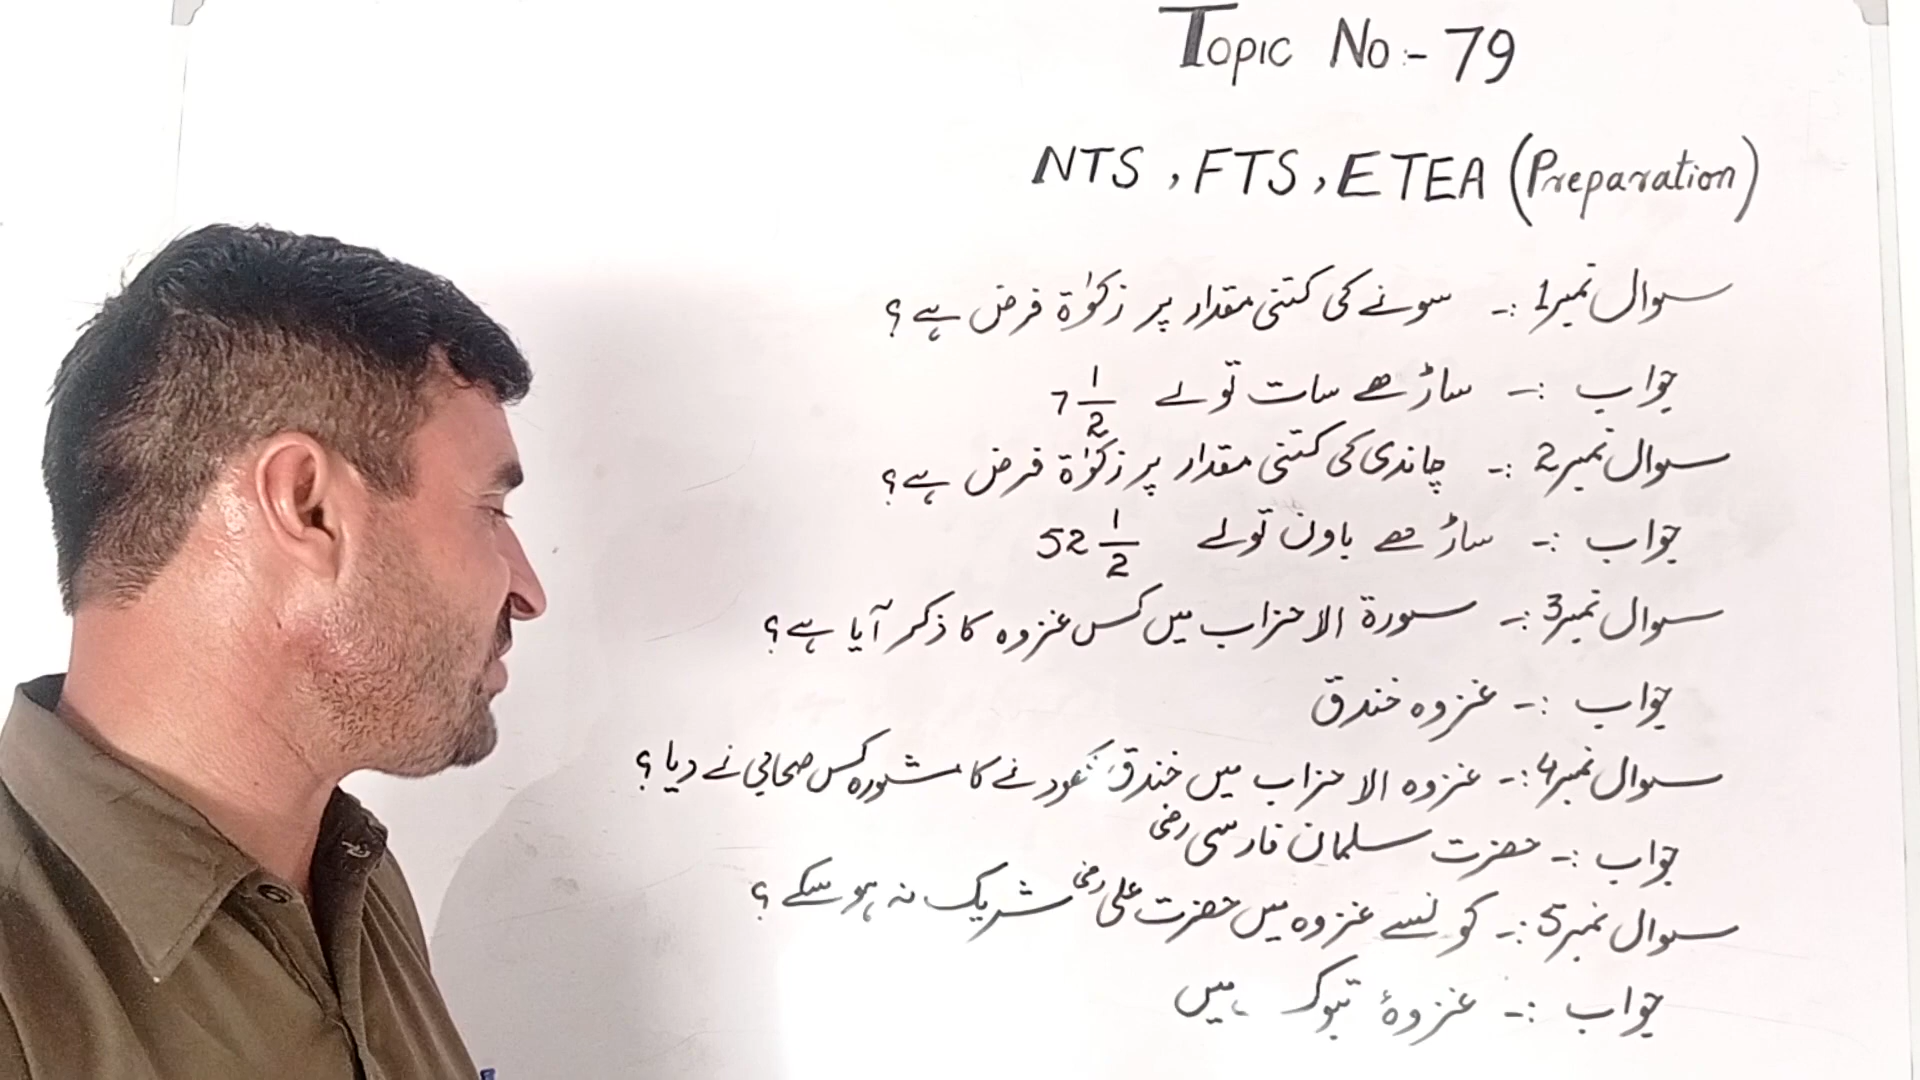 Topic No:- 79
NTS , FTS , ETEA (Preparation)
سوال نمبر1 :- سونے کی کتنی مقدار پر زکوٰۃ فرض ہے؟
جواب :- ساڑھے سات تولے 7 1/2
سوال نمبر2 :- چاندی کی کتنی مقدار پر زکوٰۃ فرض ہے؟
جواب :- ساڑھے باون تولے 52 1/2
سوال نمبر3 :- سورۃ الاحزاب میں کس غزوہ کا ذکر آیا ہے؟
جواب :- غزوہ خندق
سوال نمبر4 :- غزوہ الاحزاب میں خندق کھودنے کا مشورہ کس صحابی نے دیا؟
جواب :- حضرت سلمان فارسی رضی
سوال نمبر5 :- کونسے غزوہ میں حضرت علی رضی شریک نہ ہو سکے؟
جواب :- غزوۂ تبوک میں